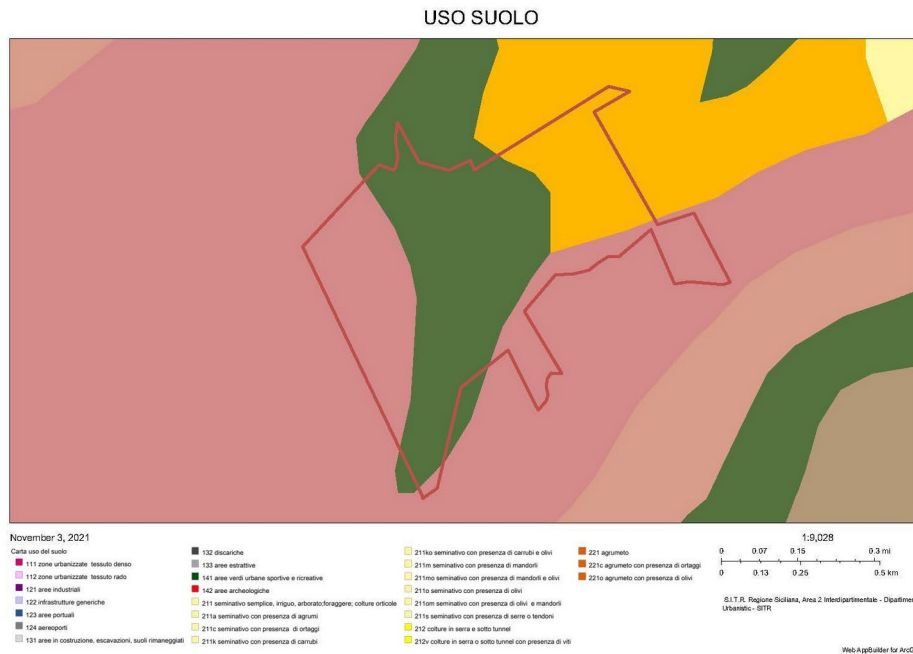 USO SUOLO
November 3, 2021
Carta uso del suolo
111 zone urbanizzate tessuto denso
112 zone urbanizzate tessuto rado
121 aree industriali
122 infrastutture generiche
123 aree portuali
124 aereoporti
131 aree in costruzione, escavazioni, suoli rimaneggiati
132 discariche
133 aree estrattive
141 aree verdi urbane sportive e ricreative
142 aree archeologiche
211 seminativo semplice, irriguo, arborato;foraggere; colture orticole
211a seminativo con presenza di agrumi
211c seminativo con presenza di ortaggi
211k seminativo con presenza di carrubi
211ko seminativo con presenza di carrubi e olivi
211m seminativo con presenza di mandorli
211mo seminativo con presenza di mandorli e olivi
211o seminativo con presenza di olivi
211om seminativo con presenza di olivi e mandorli
211s seminativo con presenza di serre o tendoni
212 colture in serra e sotto tunnel
212v colture in serra o sotto tunnel con presenza di viti
221 agrumeto
221c agrumeto con presenza di ortaggi
221o agrumeto con presenza di olivi
1:9,028
0 0.07 0.15 0.3 mi
0 0.13 0.25 0.5 km
S.I.T.R. Regione Siciliana, Area 2 Interdipartimentale - Dipartimen
Urbanistic - SITR
Web AppBuilder for ArcG